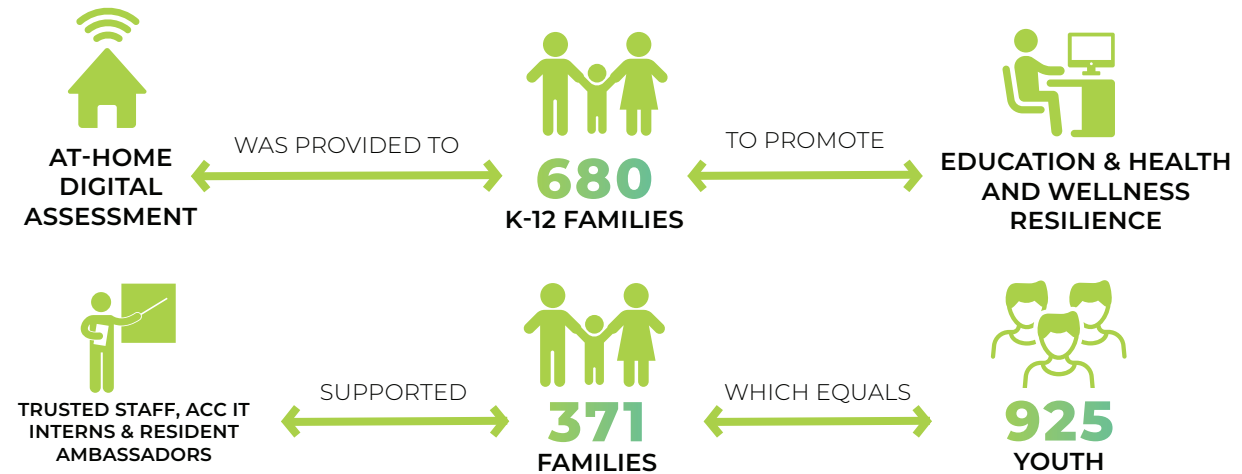 AT-HOME
DIGITAL
ASSESSMENT
WAS PROVIDED TO
680
K-12 FAMILIES
TO PROMOTE
EDUCATION & HEALTH
AND WELLNESS
RESILIENCE
TRUSTED STAFF, ACC IT
INTERNS & RESIDENT
AMBASSADORS
SUPPORTED
371
FAMILIES
WHICH EQUALS
925
YOUTH